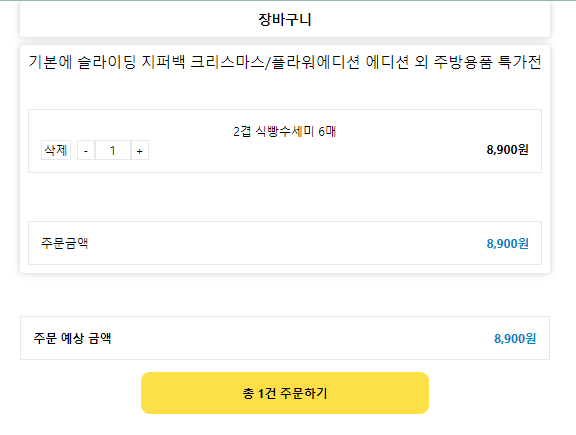 장바구니
기본에 슬라이딩 지퍼백 크리스마스/플라워에디션 에디션 외 주방용품 특가전
2겹 식빵수세미 6매
삭제 - 1 + 8,900원
주문금액 8,900원
주문 예상 금액 8,900원
총 1건 주문하기